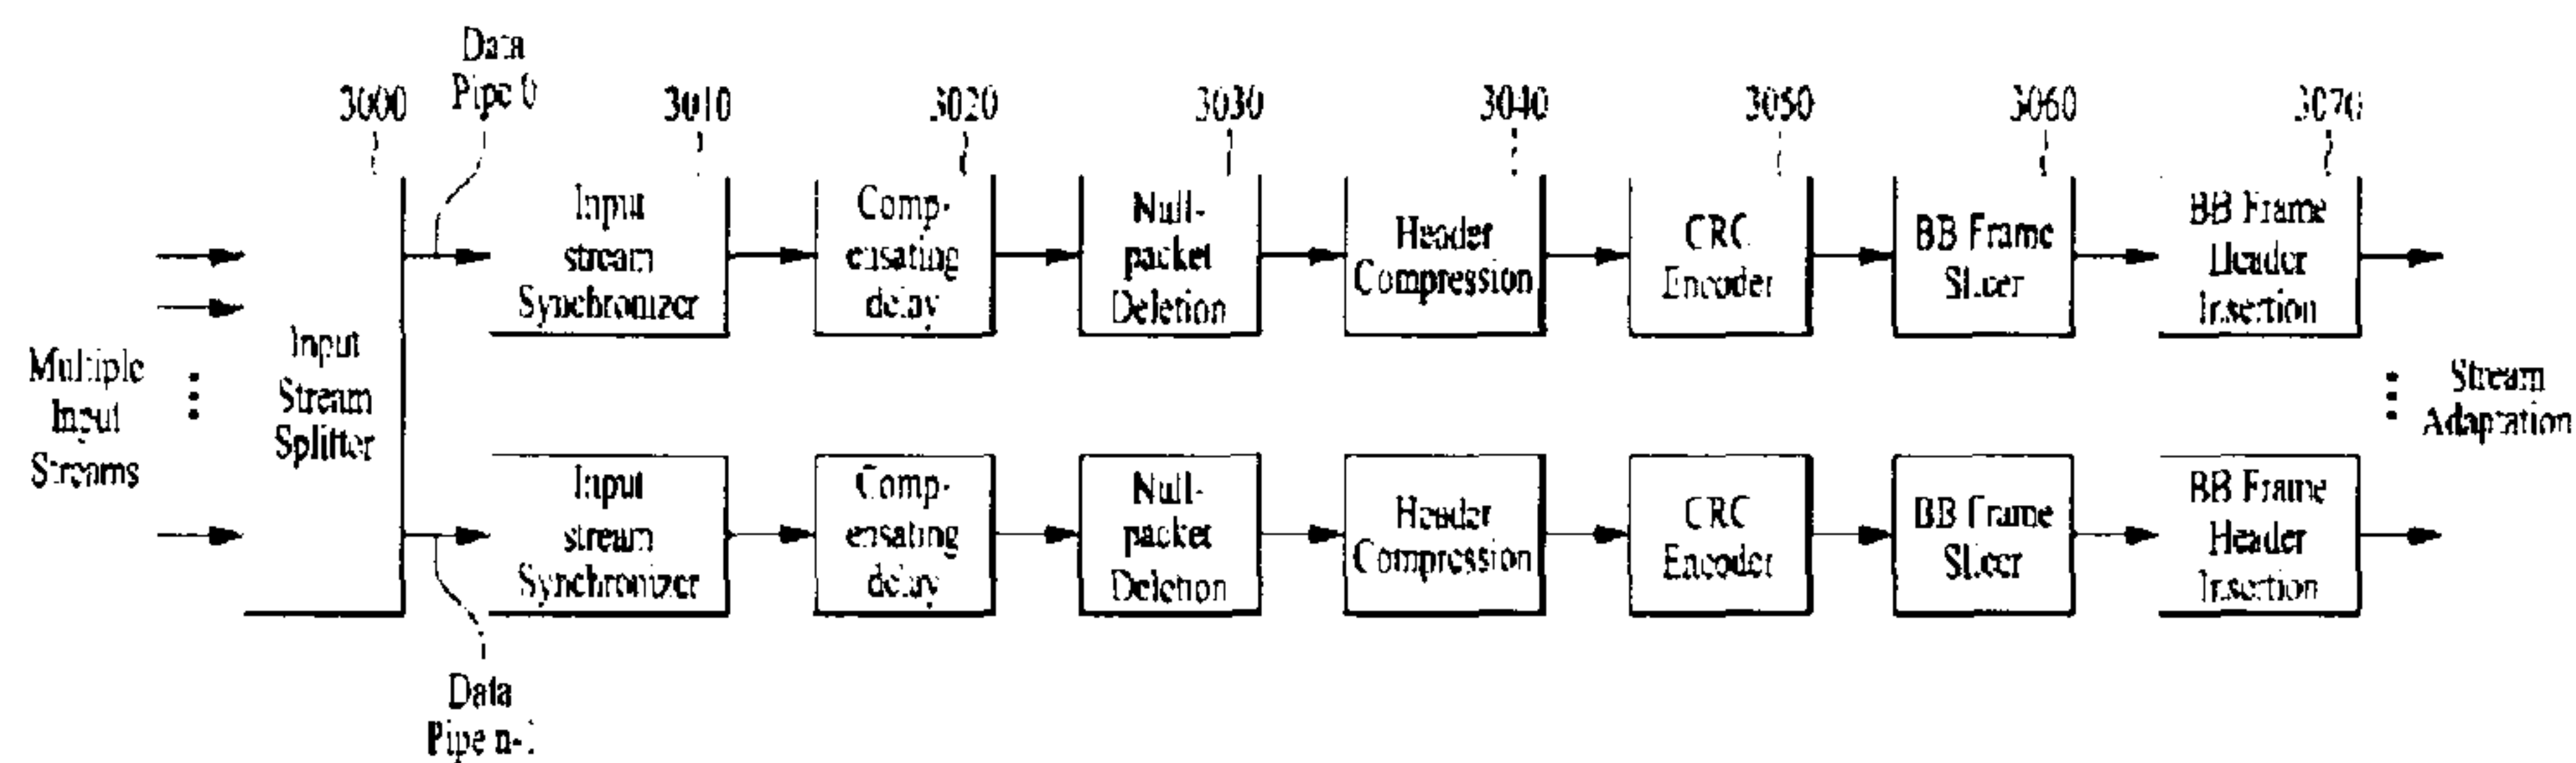 Data
Pipe 0
3000
3010
3020
3030
3040
3050
3060
3070
Multiple
Input
Streams
Input
Stream
Splitter
Input
stream
Synchronizer
Comp-
ensating
delay
Null-
packet
Deletion
Header
Compression
CRC
Encoder
BB Frame
Slicer
BB Frame
Header
Insertion
Stream
Adaptation
Input
stream
Synchronizer
Comp-
ensating
delay
Null-
packet
Deletion
Header
Compression
CRC
Encoder
BB Frame
Slicer
BB Frame
Header
Insertion
Data
Pipe n-1